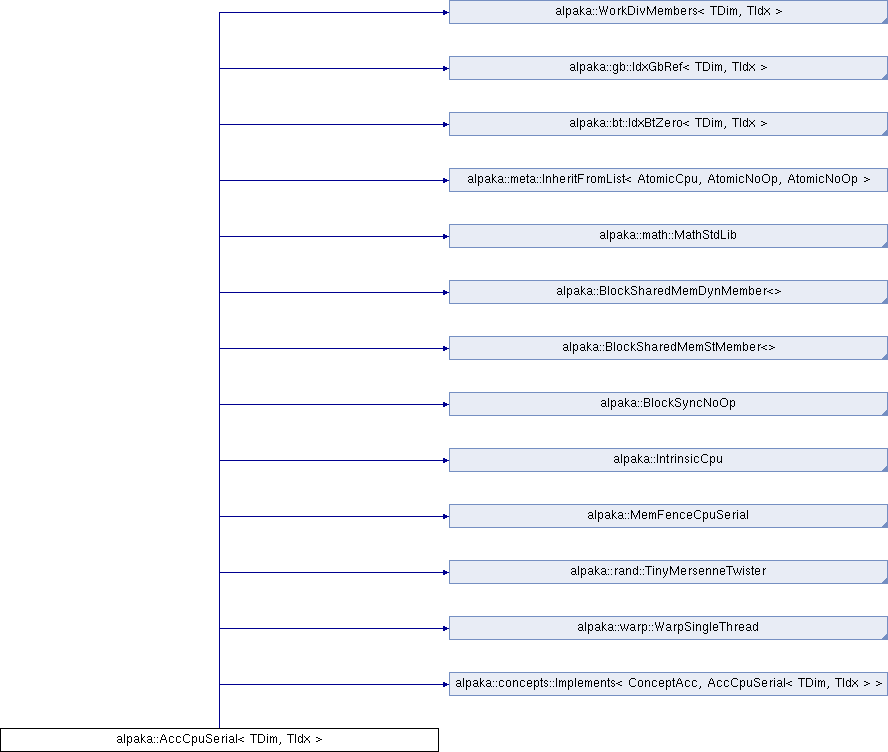 alpaka::WorkDivMembers< TDim, TIdx >
alpaka::gb::IdxGbRef< TDim, TIdx >
alpaka::bt::IdxBtZero< TDim, TIdx >
alpaka::meta::InheritFromList< AtomicCpu, AtomicNoOp, AtomicNoOp >
alpaka::math::MathStdLib
alpaka::BlockSharedMemDynMember<>
alpaka::BlockSharedMemStMember<>
alpaka::BlockSyncNoOp
alpaka::IntrinsicCpu
alpaka::MemFenceCpuSerial
alpaka::rand::TinyMersenneTwister
alpaka::warp::WarpSingleThread
alpaka::concepts::Implements< ConceptAcc, AccCpuSerial< TDim, TIdx > >
alpaka::AccCpuSerial< TDim, TIdx >